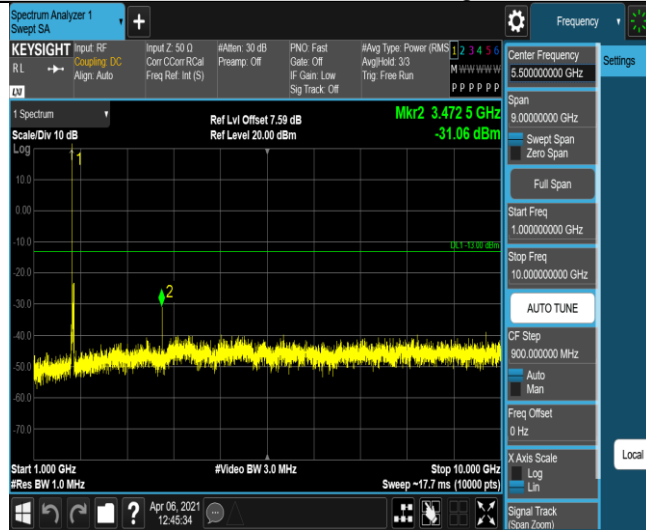 Spectrum Analyzer 1
Swept SA
+
Frequency
KEYSIGHT
RL
LXI
Input: RF
Coupling: DC
Align: Auto
Input Z: 50 Ω
Corr CCorr RCal
Freq Ref: Int (S)
#Atten: 30 dB
Preamp: Off
PNO: Fast
Gate: Off
IF Gain: Low
Sig Track: Off
#Avg Type: Power (RMS
Avg|Hold: 3/3
Trig: Free Run
1 2 3 4 5 6
M W W W W W
P P P P P P
1 Spectrum
Scale/Div 10 dB
Log
Ref Lvl Offset 7.59 dB
Ref Level 20.00 dBm
Mkr2 3.472 5 GHz
-31.06 dBm
1
10.0
0.00
-10.0
DL1 -13.00 dBm
-20.0
2
-30.0
-40.0
-50.0
-60.0
-70.0
Start 1.000 GHz
#Res BW 1.0 MHz
#Video BW 3.0 MHz
Stop 10.000 GHz
Sweep ~17.7 ms (10000 pts)
?
Apr 06, 2021
12:45:34
Center Frequency
5.500000000 GHz
Span
9.00000000 GHz
Swept Span
Zero Span
Full Span
Start Freq
1.000000000 GHz
Stop Freq
10.000000000 GHz
AUTO TUNE
CF Step
900.000000 MHz
Auto
Man
Freq Offset
0 Hz
X Axis Scale
Log
Lin
Signal Track
(Span Zoom)
Settings
Local